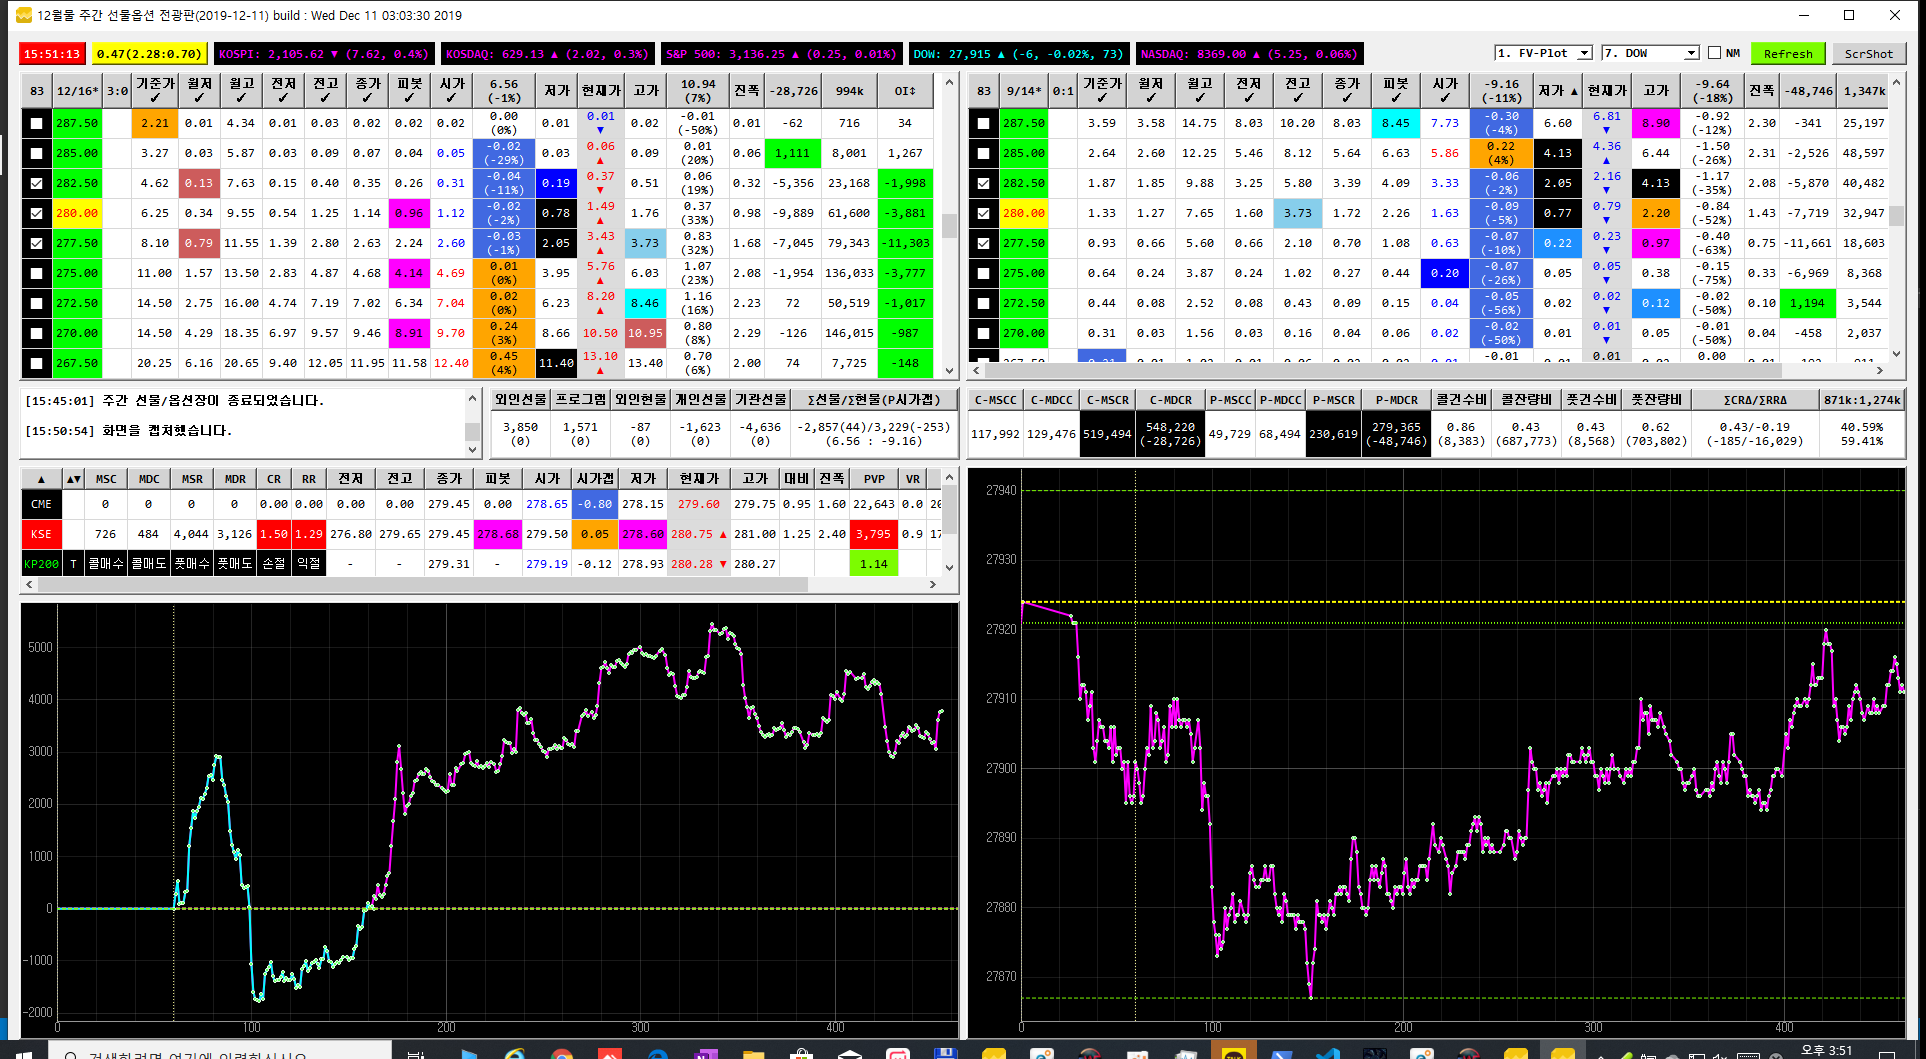 12월물 주간 선물옵션 전광판(2019-12-11) build : Wed Dec 11 03:03:30 2019
15:51:13 0.47(2.28:0.70) KOSPI: 2,105.62 ▼ (7.62, 0.4%) KOSDAQ: 629.13 ▲ (2.02, 0.3%) S&P 500: 3,136.25 ▲ (0.25, 0.01%) DOW: 27,915 ▲ (-6, -0.02%, 73) NASDAQ: 8369.00 ▲ (5.25, 0.06%) 1. FV-Plot 7. DOW NM Refresh ScrShot
83 12/16* 3:0 기준가✓ 월저✓ 월고✓ 전저✓ 전고✓ 종가✓ 피봇✓ 시가✓ 6.56 (-1%) 저가 현재가 고가 10.94 (7%) 진폭 -28,726 994k OI↕
287.50 2.21 0.01 4.34 0.01 0.03 0.02 0.02 0.02 0.00 (0%) 0.01 0.01 ▼ 0.02 -0.01 (-50%) 0.01 -62 716 34
285.00 3.27 0.03 5.87 0.03 0.09 0.07 0.04 0.05 -0.02 (-29%) 0.03 0.06 ▲ 0.09 0.01 (20%) 0.06 1,111 8,001 1,267
282.50 4.62 0.13 7.63 0.15 0.40 0.35 0.26 0.31 -0.04 (-11%) 0.19 0.37 ▼ 0.51 0.06 (19%) 0.32 -5,356 23,168 -1,998
280.00 6.25 0.34 9.55 0.54 1.25 1.14 0.96 1.12 -0.02 (-2%) 0.78 1.49 ▲ 1.76 0.37 (33%) 0.98 -9,889 61,600 -3,881
277.50 8.10 0.79 11.55 1.39 2.80 2.63 2.24 2.60 -0.03 (-1%) 2.05 3.43 ▲ 3.73 0.83 (32%) 1.68 -7,045 79,343 -11,303
275.00 11.00 1.57 13.50 2.83 4.87 4.68 4.14 4.69 0.01 (0%) 3.95 5.76 ▲ 6.03 1.07 (23%) 2.08 -1,954 136,033 -3,777
272.50 14.50 2.75 16.00 4.74 7.19 7.02 6.34 7.04 0.02 (0%) 6.23 8.20 ▲ 8.46 1.16 (16%) 2.23 72 50,519 -1,017
270.00 14.50 4.29 18.35 6.97 9.57 9.46 8.91 9.70 0.24 (3%) 8.66 10.50 10.95 0.80 (8%) 2.29 -126 146,015 -987
267.50 20.25 6.16 20.65 9.40 12.05 11.95 11.58 12.40 0.45 (4%) 11.40 13.10 ▲ 13.40 0.70 (6%) 2.00 74 7,725 -148
83 9/14* 0:1 기준가✓ 월저✓ 월고✓ 전저✓ 전고✓ 종가✓ 피봇✓ 시가✓ -9.16 (-11%) 저가 ▲ 현재가 고가 -9.64 (-18%) 진폭 -48,746 1,347k
287.50 3.59 3.58 14.75 8.03 10.20 8.03 8.45 7.73 -0.30 (-4%) 6.60 6.81 ▼ 8.90 -0.92 (-12%) 2.30 -341 25,197
285.00 2.64 2.60 12.25 5.46 8.12 5.64 6.63 5.86 0.22 (4%) 4.13 4.36 ▲ 6.44 -1.50 (-26%) 2.31 -2,526 48,597
282.50 1.87 1.85 9.88 3.25 5.80 3.39 4.09 3.33 -0.06 (-2%) 2.05 2.16 ▼ 4.13 -1.17 (-35%) 2.08 -5,870 40,482
280.00 1.33 1.27 7.65 1.60 3.73 1.72 2.26 1.63 -0.09 (-5%) 0.77 0.79 ▼ 2.20 -0.84 (-52%) 1.43 -7,719 32,947
277.50 0.93 0.66 5.60 0.66 2.10 0.70 1.08 0.63 -0.07 (-10%) 0.22 0.23 ▼ 0.97 -0.40 (-63%) 0.75 -11,661 18,603
275.00 0.64 0.24 3.87 0.24 1.02 0.27 0.44 0.20 -0.07 (-26%) 0.05 0.05 ▼ 0.38 -0.15 (-75%) 0.33 -6,969 8,368
272.50 0.44 0.08 2.52 0.08 0.43 0.09 0.15 0.04 -0.05 (-56%) 0.02 0.02 ▼ 0.12 -0.02 (-50%) 0.10 1,194 3,544
270.00 0.31 0.03 1.56 0.03 0.16 0.04 0.06 0.02 -0.02 (-50%) 0.01 0.01 ▼ 0.05 -0.01 (-50%) 0.04 -458 2,037
-0.01 0.01 0.00
[15:45:01] 주간 선물/옵션장이 종료되었습니다.
[15:50:54] 화면을 캡처했습니다.
외인선물 프로그램 외인현물 개인선물 기관선물 Σ선물/Σ현물(P시가갭)
3,850 (0) 1,571 (0) -87 (0) -1,623 (0) -4,636 (0) -2,857(44)/3,229(-253) (6.56 : -9.16)
C-MSCC C-MDCC C-MSCR C-MDCR P-MSCC P-MDCC P-MSCR P-MDCR 콜건수비 콜잔량비 풋건수비 풋잔량비 ΣCRΔ/ΣRRΔ 871k:1,274k
117,992 129,476 519,494 548,220 (-28,726) 49,729 68,494 230,619 279,365 (-48,746) 0.86 (8,383) 0.43 (687,773) 0.43 (8,568) 0.62 (703,802) 0.43/-0.19 (-185/-16,029) 40.59% 59.41%
▲ ▲▼ MSC MDC MSR MDR CR RR 전저 전고 종가 피봇 시가 시가갭 저가 현재가 고가 대비 진폭 PVP VR
CME 0 0 0 0 0.00 0.00 0.00 0.00 279.45 0.00 278.65 -0.80 278.15 279.60 279.75 0.95 1.60 22,643 0.0
KSE 726 484 4,044 3,126 1.50 1.29 276.80 279.65 279.45 278.68 279.50 0.05 278.60 280.75 ▲ 281.00 1.25 2.40 3,795 0.9 17
KP200 T 콜매수 콜매도 풋매수 풋매도 손절 익절 - - 279.31 - 279.19 -0.12 278.93 280.28 ▼ 280.27 1.14
5000
4000
3000
2000
1000
0
-1000
-2000
0 100 200 300 400
27940
27930
27920
27910
27900
27890
27880
27870
0 100 200 300 400
오후 3:51